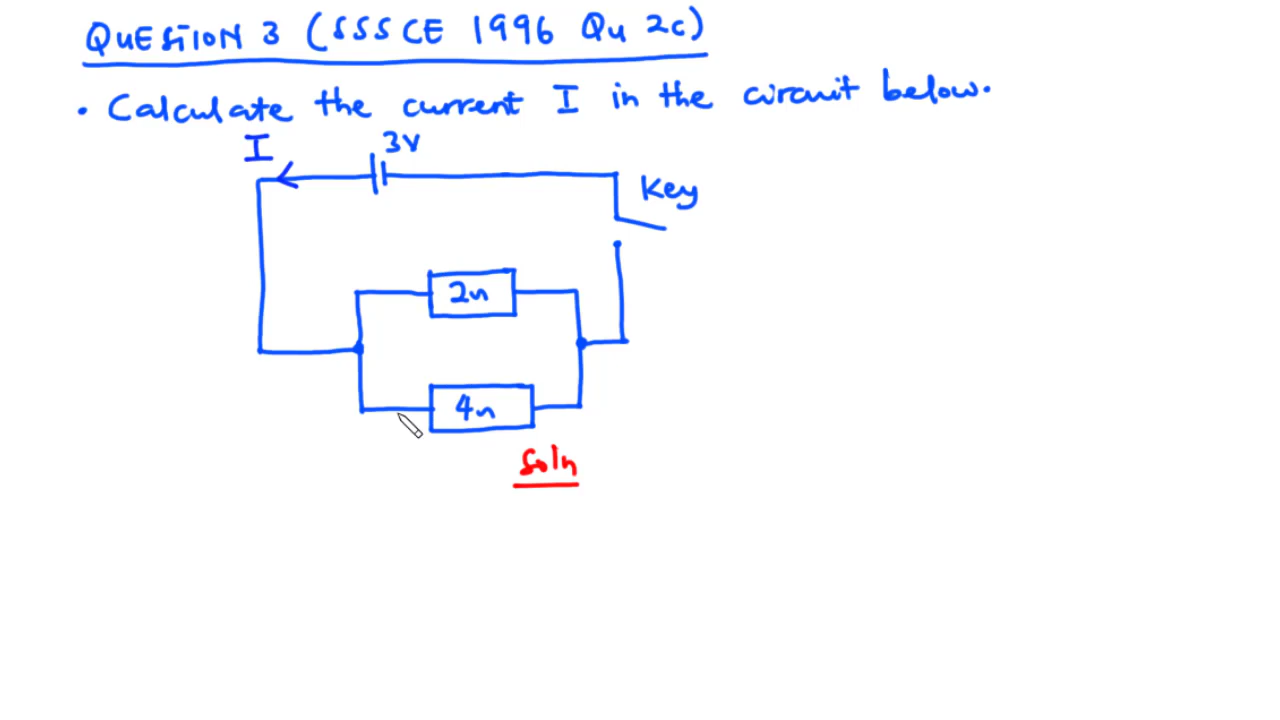 QUESTION 3 (SSSCE 1996 Qu 2c)
• Calculate the current I in the circuit below.
I
3V
Key
2Ω
4Ω
Soln